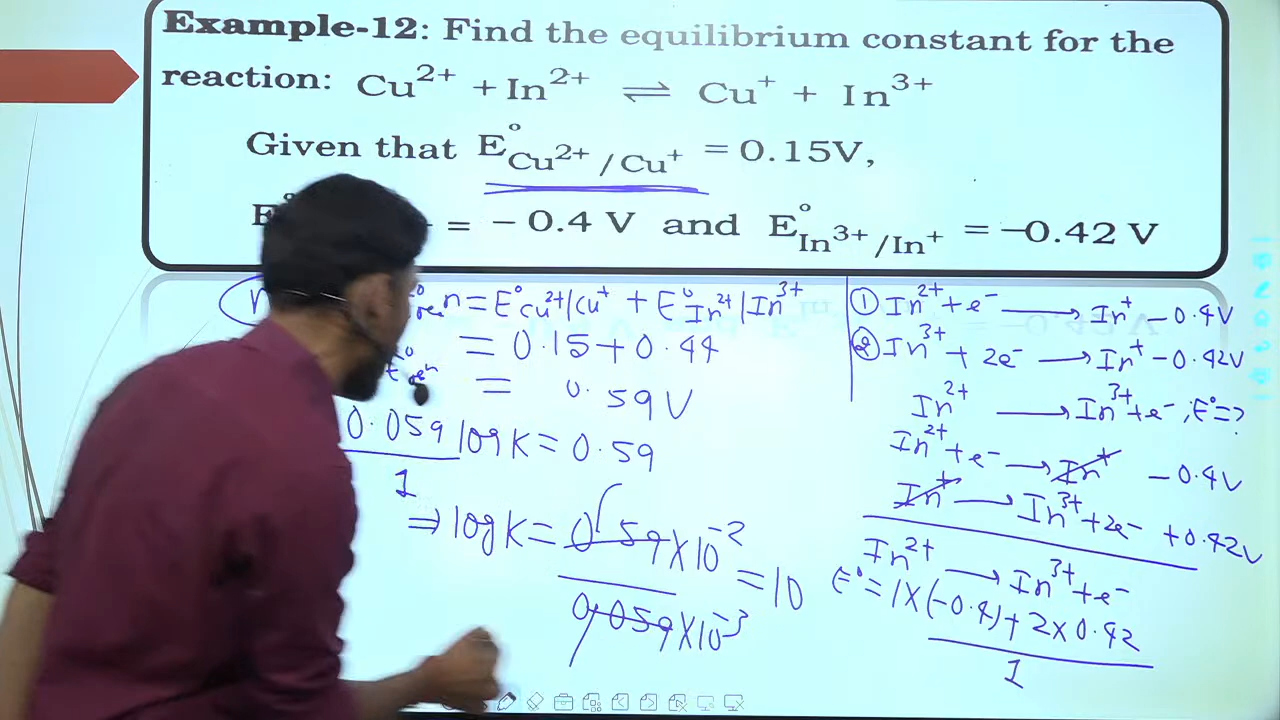 Example-12: Find the equilibrium constant for the
reaction: Cu²⁺ + In²⁺ ⇌ Cu⁺ + In³⁺
Given that E°Cu²⁺/Cu⁺ = 0.15V,
E° = – 0.4 V and E°In³⁺/In⁺ = –0.42 V
n = E°Cu²⁺|Cu⁺ + E°In²⁺|In³⁺
= 0.15+0.44
= 0.59V
0.059/1 log K = 0.59
⇒ log K = 0.59×10⁻²/0.059×10⁻³ = 10
① In²⁺ + e⁻ ⟶ In⁺ -0.4V
② In³⁺ + 2e⁻ ⟶ In⁺ -0.42V
In²⁺ ⟶ In³⁺ + e⁻ ; E°=?
In²⁺ + e⁻ ⟶ In⁺ -0.4V
In⁺ ⟶ In³⁺ + 2e⁻ +0.42V
In²⁺ ⟶ In³⁺ + e⁻
E° = 1×(-0.4)+2×0.42/1